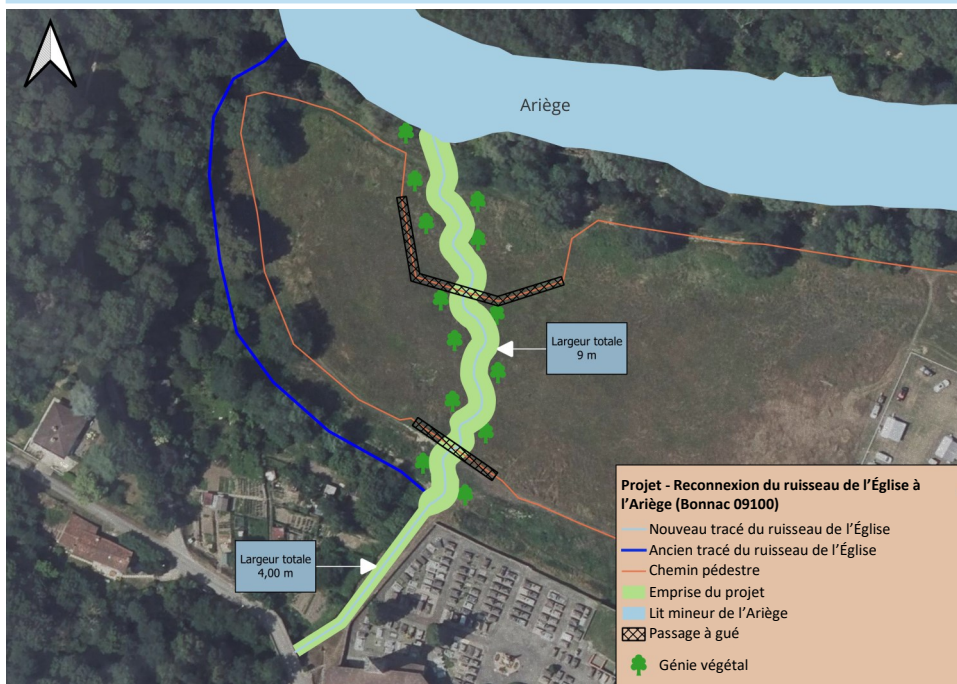 Ariège
Largeur totale
9 m
Largeur totale
4,00 m
Projet - Reconnexion du ruisseau de l’Église à
l’Ariège (Bonnac 09100)
Nouveau tracé du ruisseau de l’Église
Ancien tracé du ruisseau de l’Église
Chemin pédestre
Emprise du projet
Lit mineur de l’Ariège
Passage à gué
Génie végétal